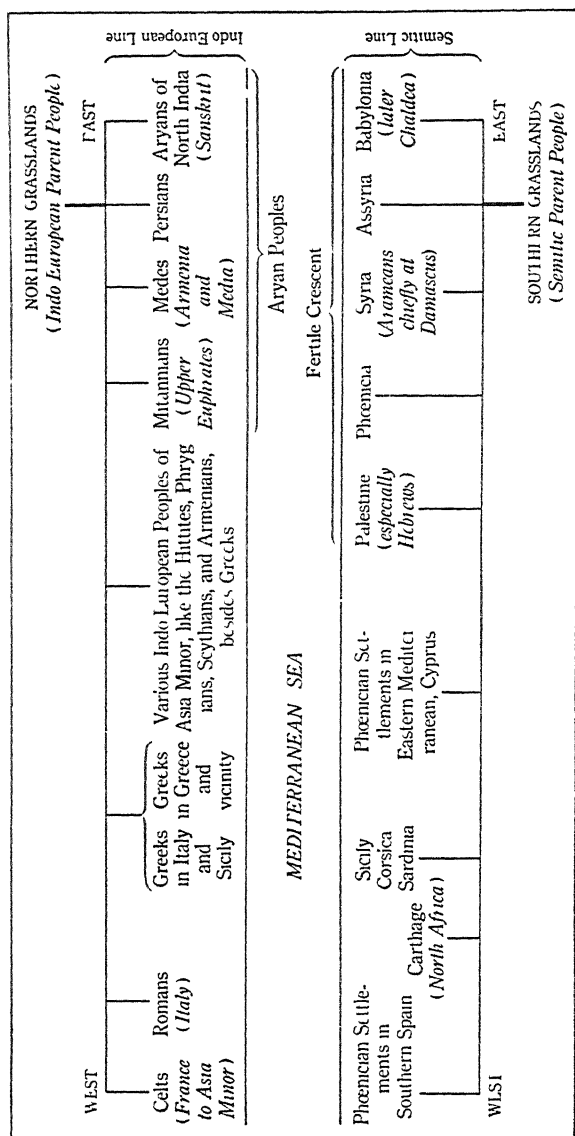 NORTHERN GRASSLANDS
(Indo European Parent People)
WEST
EAST
Celts
(France
to Asia
Minor)
Romans
(Italy)
Greeks
in Italy
and
Sicily
Greeks
in Greece
and
vicinity
Various Indo European Peoples of
Asia Minor, like the Hittites, Phryg
ians, Scythians, and Armenians,
besides Greeks
Mitannians
(Upper
Euphrates)
Medes
(Armenia
and
Media)
Persians
Aryans of
North India
(Sanskrit)
Indo European Line
Aryan Peoples
MEDITERRANEAN SEA
Fertile Crescent
Phœnician Settle-
ments in
Southern Spain
Carthage
(North Africa)
Sicily
Corsica
Sardinia
Phœnician Set-
tlements in
Eastern Mediter
ranean, Cyprus
Palestine
(especially
Hebrews)
Phœnicia
Syria
(Arameans
chiefly at
Damascus)
Assyria
Babylonia
(later
Chaldea)
Semitic Line
WEST
EAST
SOUTHERN GRASSLANDS
(Semitic Parent People)